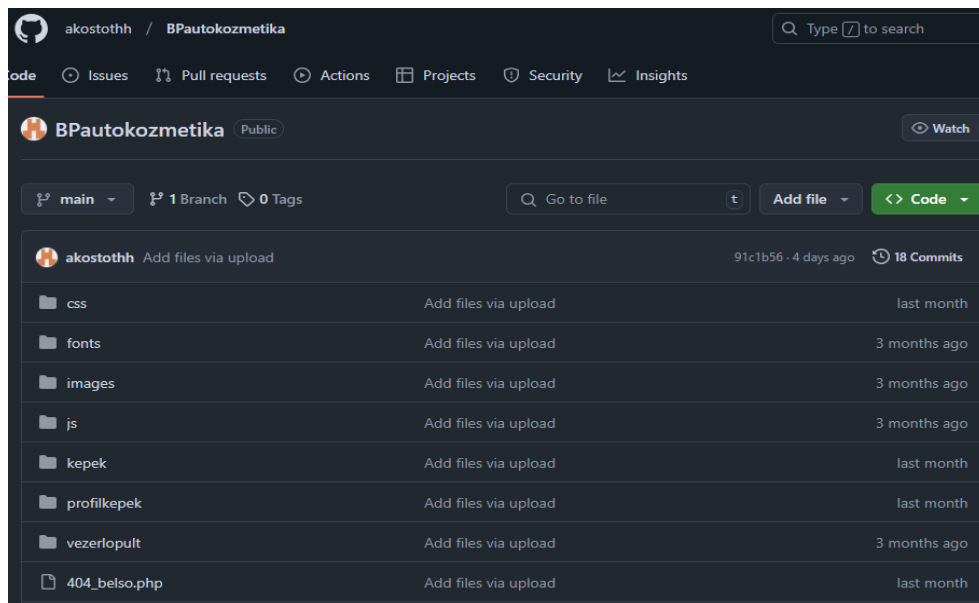 akostothh / BPautokozmetika Type / to search
Code Issues Pull requests Actions Projects Security Insights
BPautokozmetika Public Watch
main 1 Branch 0 Tags Go to file t Add file <> Code
akostothh Add files via upload 91c1b56 · 4 days ago 18 Commits
css Add files via upload last month
fonts Add files via upload 3 months ago
images Add files via upload 3 months ago
js Add files via upload 3 months ago
kepek Add files via upload last month
profilkepek Add files via upload last month
vezerlopult Add files via upload 3 months ago
404_belso.php Add files via upload last month